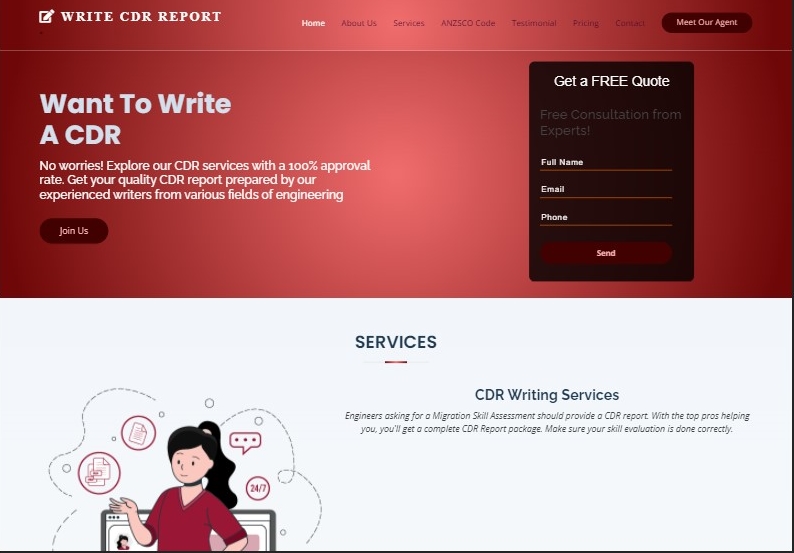 WRITE CDR REPORT
Home About Us Services ANZSCO Code Testimonial Pricing Contact Meet Our Agent
Want To Write
A CDR
No worries! Explore our CDR services with a 100% approval
rate. Get your quality CDR report prepared by our
experienced writers from various fields of engineering
Join Us
Get a FREE Quote
Free Consultation from
Experts!
Full Name
Email
Phone
Send
SERVICES
CDR Writing Services
Engineers asking for a Migration Skill Assessment should provide a CDR report. With the top pros helping
you, you'll get a complete CDR Report package. Make sure your skill evaluation is done correctly.
24/7